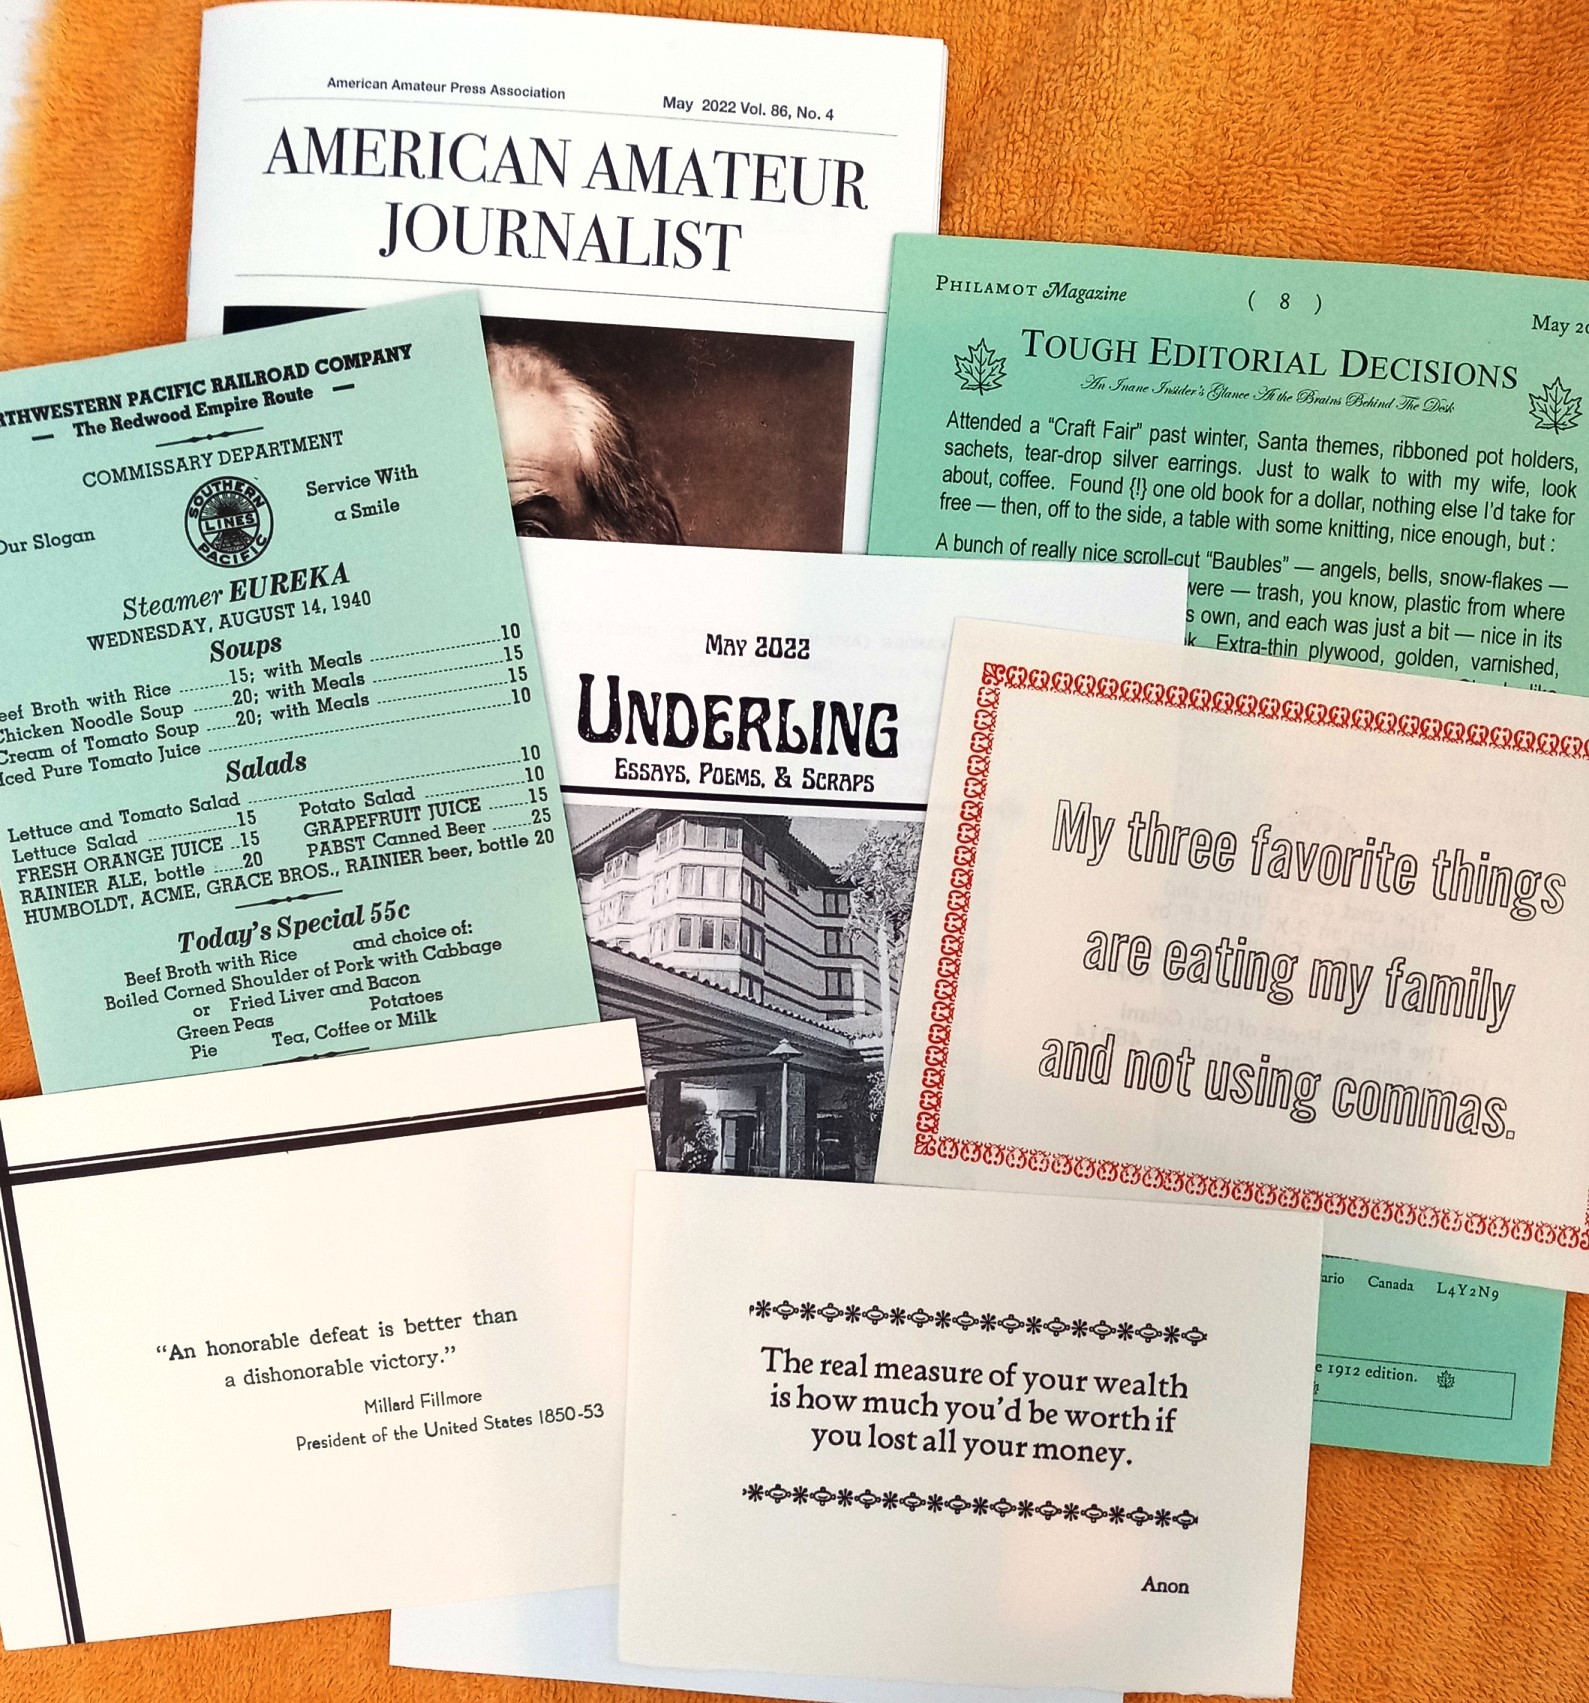 American Amateur Press Association
May 2022 Vol. 86, No. 4
AMERICAN AMATEUR
JOURNALIST
PHILAMOT Magazine
( 8 )
May
TOUGH EDITORIAL DECISIONS
An Inane Insider's Glance At the Brains Behind The Desk
Attended a “Craft Fair” past winter, Santa themes, ribboned pot holders,
sachets, tear-drop silver earrings. Just to walk to with my wife, look
about, coffee. Found {!} one old book for a dollar, nothing else I'd take for
free — then, off to the side, a table with some knitting, nice enough, but :
A bunch of really nice scroll-cut “Baubles” — angels, bells, snow-flakes —
were — trash, you know, plastic from where
own, and each was just a bit — nice in its
Extra-thin plywood, golden, varnished,
Canada L4Y2N9
1912 edition.
RTHWESTERN PACIFIC RAILROAD COMPANY
— The Redwood Empire Route —
COMMISSARY DEPARTMENT
Our Slogan
SOUTHERN
LINES
PACIFIC
Service With
a Smile
Steamer EUREKA
WEDNESDAY, AUGUST 14, 1940
Soups
eef Broth with Rice ..........15; with Meals ....................10
Chicken Noodle Soup ........20; with Meals ....................15
Cream of Tomato Soup .....20; with Meals ....................15
Iced Pure Tomato Juice ..................................................10
Salads
Lettuce and Tomato Salad ..............................................10
Lettuce Salad ................15 Potato Salad ....................10
FRESH ORANGE JUICE ..15 GRAPEFRUIT JUICE ........15
RAINIER ALE, bottle .......20 PABST Canned Beer ........25
HUMBOLDT, ACME, GRACE BROS., RAINIER beer, bottle 20
Today's Special 55c
Beef Broth with Rice and choice of:
Boiled Corned Shoulder of Pork with Cabbage
or Fried Liver and Bacon
Green Peas Potatoes
Pie Tea, Coffee or Milk
May 2022
UNDERLING
ESSAYS, POEMS, & SCRAPS
My three favorite things
are eating my family
and not using commas.
“An honorable defeat is better than
a dishonorable victory.”
Millard Fillmore
President of the United States 1850-53
The real measure of your wealth
is how much you'd be worth if
you lost all your money.
Anon